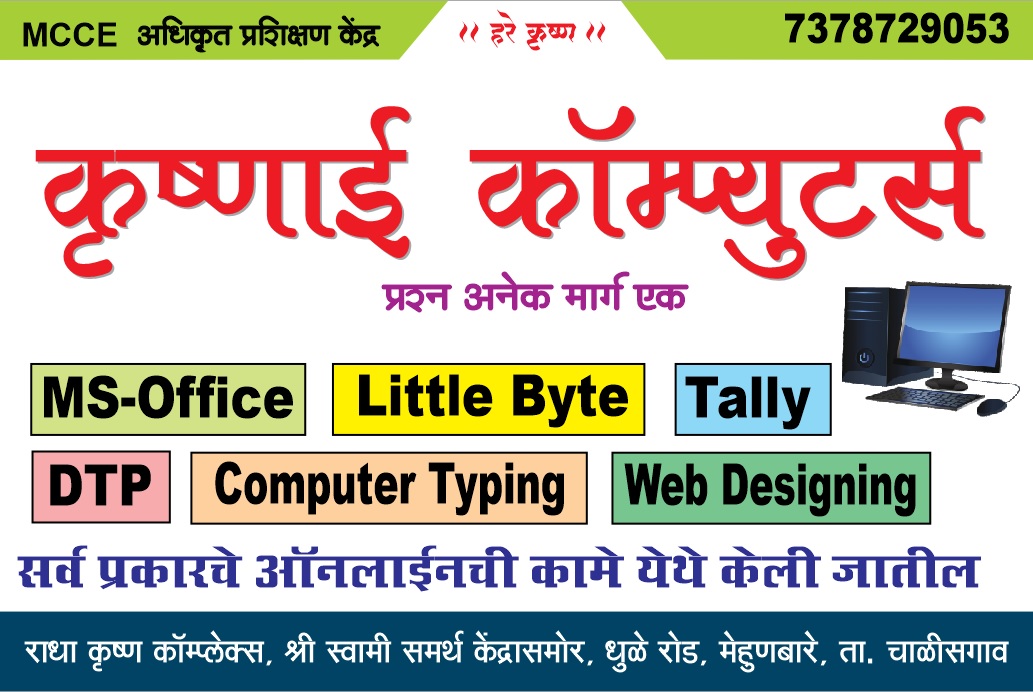 MCCE अधिकृत प्रशिक्षण केंद्र
॥ हरे कृष्ण ॥
7378729053
कृष्णाई कॉम्प्युटर्स
प्रश्न अनेक मार्ग एक
MS-Office
Little Byte
Tally
DTP
Computer Typing
Web Designing
सर्व प्रकारचे ऑनलाईनची कामे येथे केली जातील
राधा कृष्ण कॉम्प्लेक्स, श्री स्वामी समर्थ केंद्रासमोर, धुळे रोड, मेहुणबारे, ता. चाळीसगाव